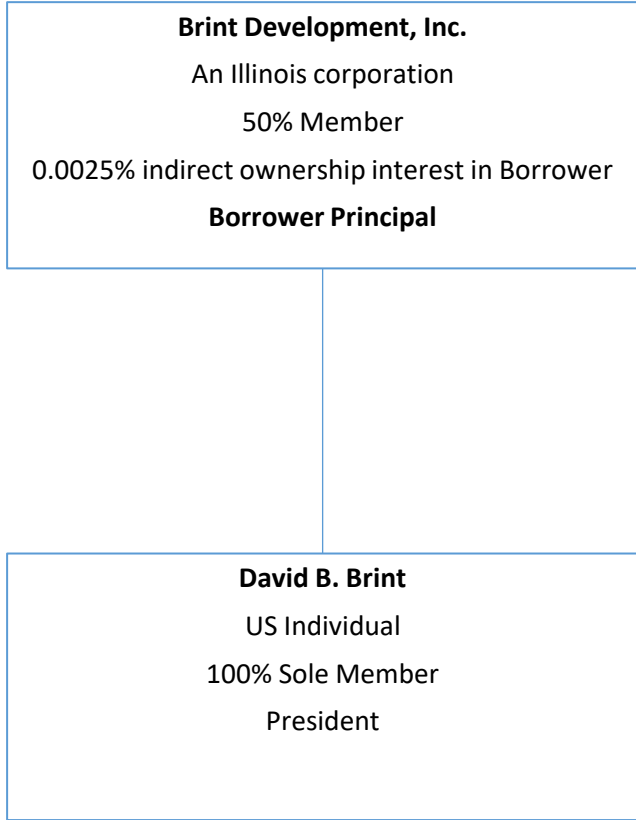 Brint Development, Inc.
An Illinois corporation
50% Member
0.0025% indirect ownership interest in Borrower
Borrower Principal
David B. Brint
US Individual
100% Sole Member
President